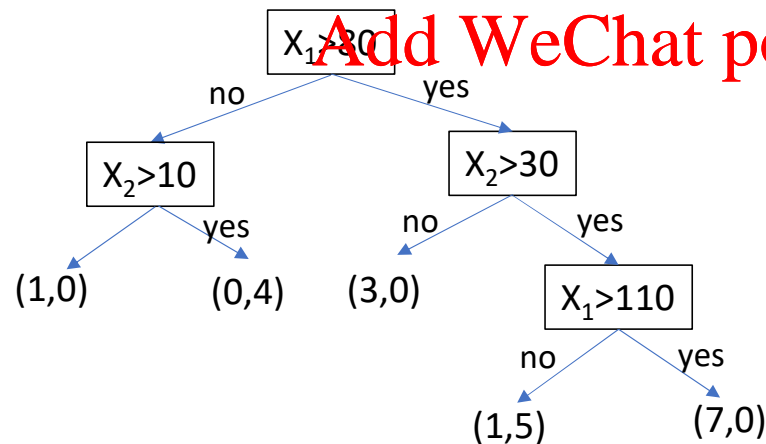 X₁>80
Add WeChat po
no
yes
X₂>10
X₂>30
yes
no
yes
(1,0)
(0,4)
(3,0)
X₁>110
no
yes
(1,5)
(7,0)